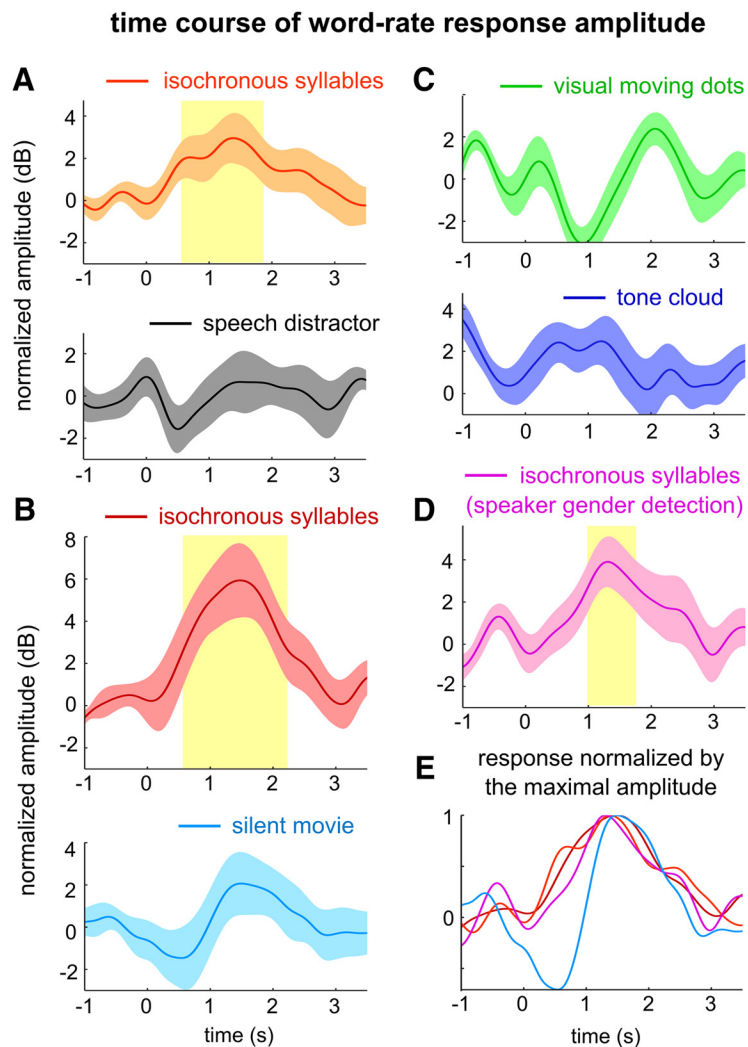 time course of word-rate response amplitude
A
isochronous syllables
normalized amplitude (dB)
4
2
0
-2
-1 0 1 2 3
speech distractor
2
0
-2
-1 0 1 2 3
B
isochronous syllables
normalized amplitude (dB)
8
6
4
2
0
-2
-1 0 1 2 3
silent movie
4
2
0
-2
-1 0 1 2 3
time (s)
C
visual moving dots
2
0
-2
-1 0 1 2 3
tone cloud
4
2
0
-1 0 1 2 3
D
isochronous syllables
(speaker gender detection)
4
2
0
-2
-1 0 1 2 3
E
response normalized by
the maximal amplitude
1
0
-1 0 1 2 3
time (s)